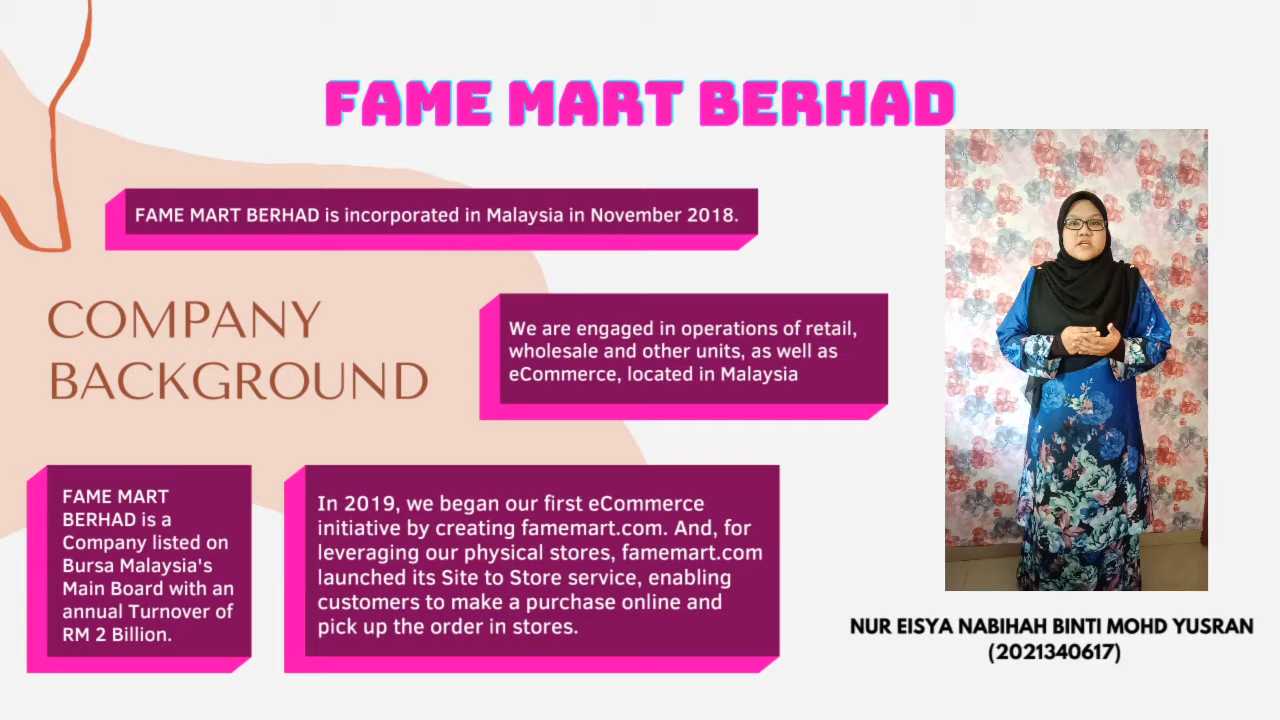 FAME MART BERHAD
FAME MART BERHAD is incorporated in Malaysia in November 2018.
COMPANY
BACKGROUND
We are engaged in operations of retail,
wholesale and other units, as well as
eCommerce, located in Malaysia
FAME MART
BERHAD is a
Company listed on
Bursa Malaysia's
Main Board with an
annual Turnover of
RM 2 Billion.
In 2019, we began our first eCommerce
initiative by creating famemart.com. And, for
leveraging our physical stores, famemart.com
launched its Site to Store service, enabling
customers to make a purchase online and
pick up the order in stores.
NUR EISYA NABIHAH BINTI MOHD YUSRAN
(2021340617)